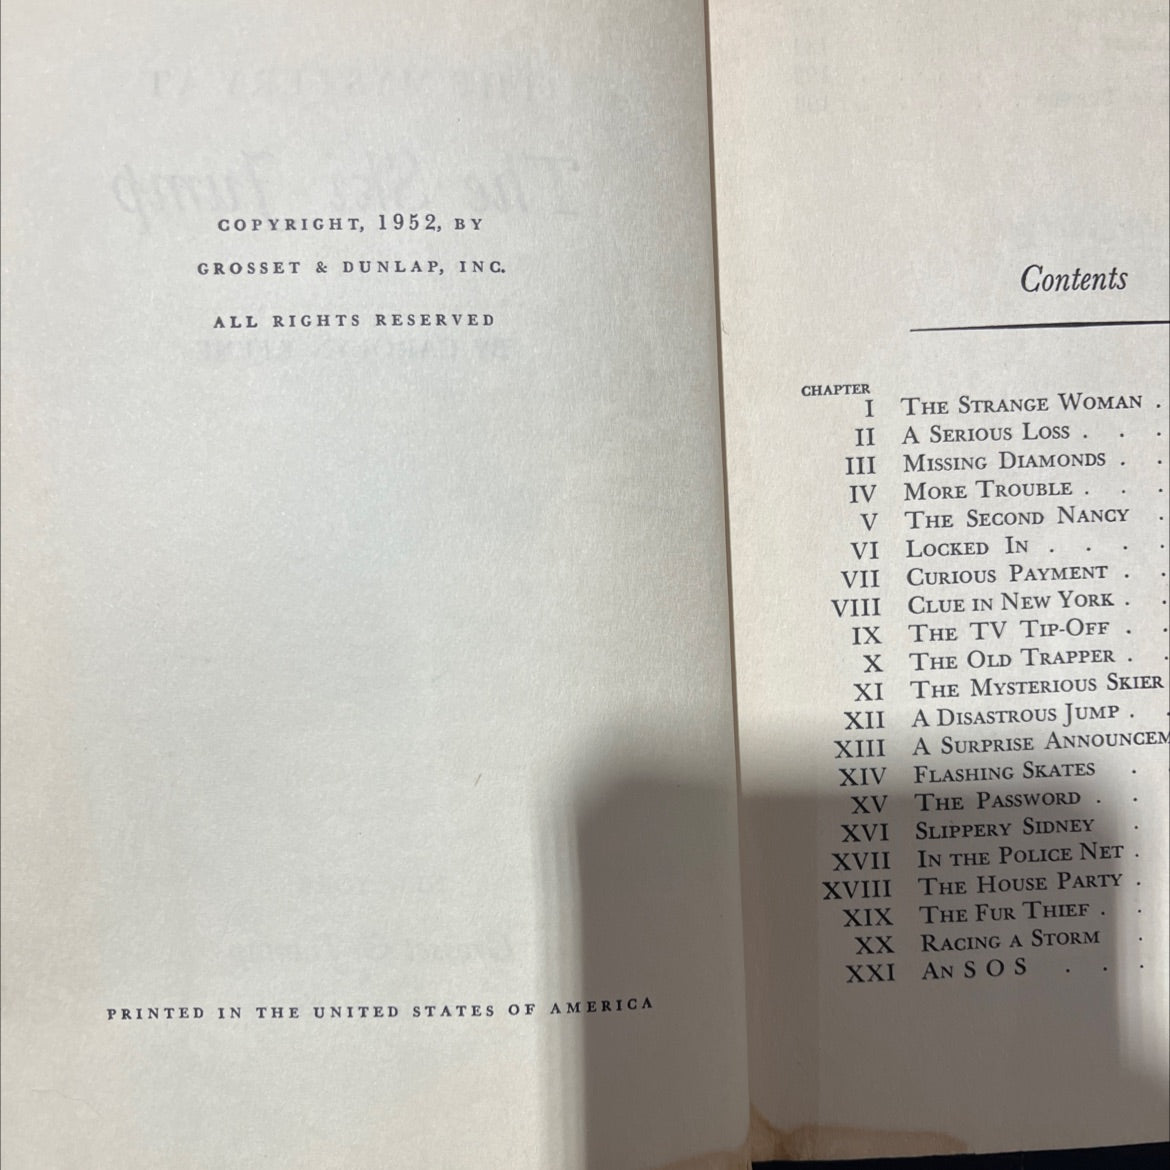 COPYRIGHT, 1952, BY
GROSSET & DUNLAP, INC.
ALL RIGHTS RESERVED
PRINTED IN THE UNITED STATES OF AMERICA
Contents
CHAPTER
I THE STRANGE WOMAN .
II A SERIOUS LOSS . . .
III MISSING DIAMONDS . .
IV MORE TROUBLE . . .
V THE SECOND NANCY .
VI LOCKED IN . . . .
VII CURIOUS PAYMENT . .
VIII CLUE IN NEW YORK . .
IX THE TV TIP-OFF . .
X THE OLD TRAPPER . .
XI THE MYSTERIOUS SKIER
XII A DISASTROUS JUMP . .
XIII A SURPRISE ANNOUNCEM
XIV FLASHING SKATES . .
XV THE PASSWORD . .
XVI SLIPPERY SIDNEY .
XVII IN THE POLICE NET .
XVIII THE HOUSE PARTY .
XIX THE FUR THIEF . .
XX RACING A STORM .
XXI AN S O S . . .